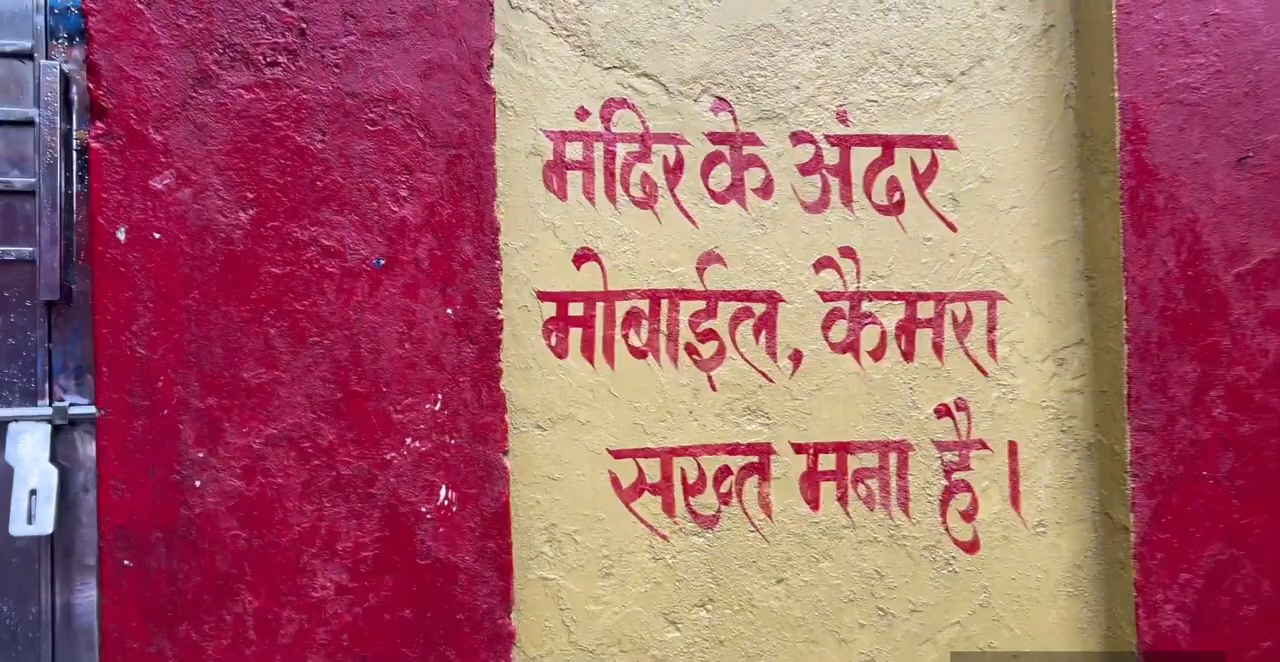 मंदिर के अंदर
मोबाईल, कैमरा
सख्त मना है।